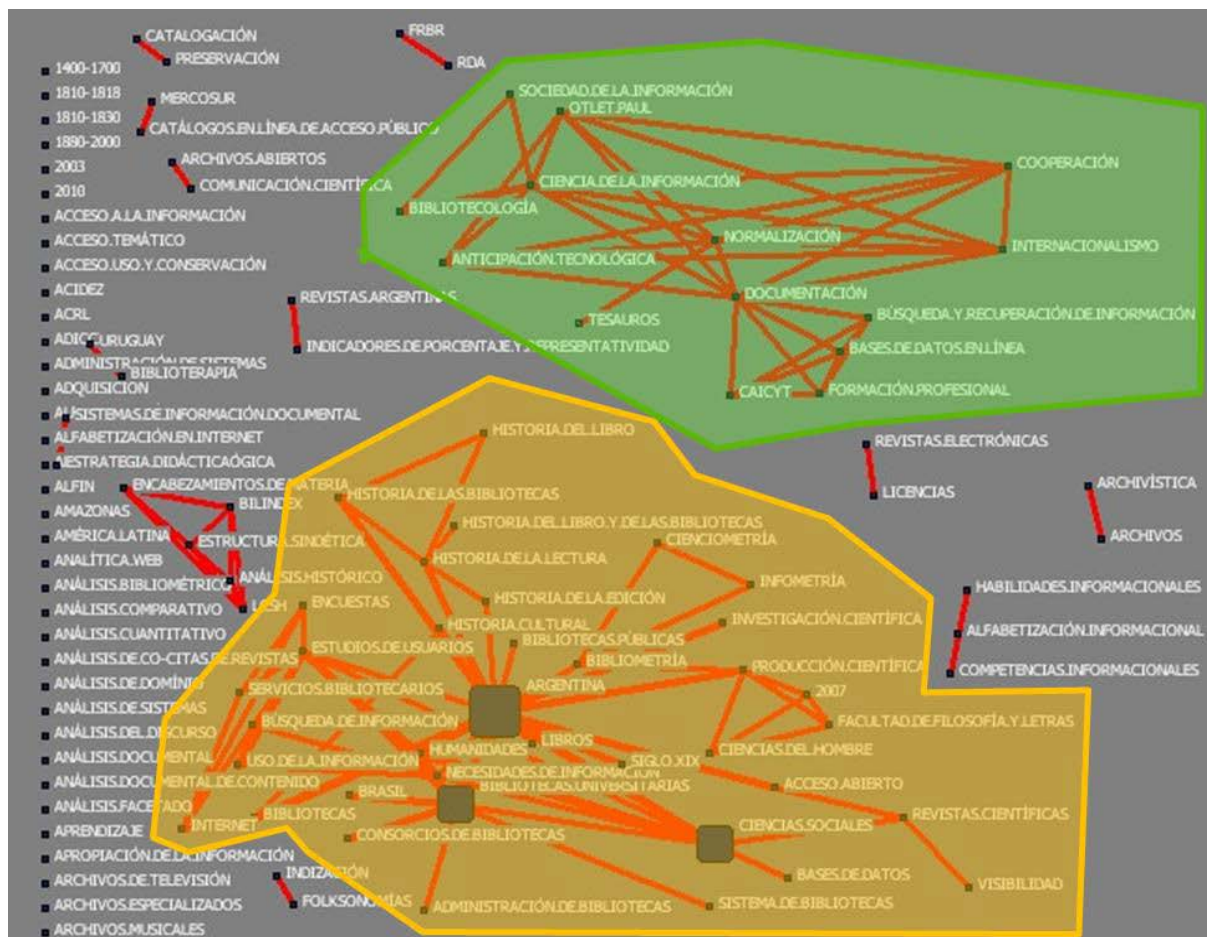 CATALOGACIÓN
PRESERVACIÓN
FRBR
RDA
1400-1700
1810-1818
1810-1830
1880-2000
2003
2010
ACCESO.A.LA.INFORMACIÓN
ACCESO.TEMÁTICO
ACCESO.USO.Y.CONSERVACIÓN
ACIDEZ
ACRL
URUGUAY
BIBLIOTERAPIA
ADQUISICION
SISTEMAS.DE.INFORMACIÓN.DOCUMENTAL
ALFABETIZACIÓN.EN.INTERNET
ALFIN
AMAZONAS
AMÉRICA.LATINA
ANALÍTICA.WEB
ANÁLISIS.BIBLIOMÉTRICO
ANÁLISIS.COMPARATIVO
ANÁLISIS.CUANTITATIVO
ANÁLISIS.DE.CO-CITAS.DE.REVISTAS
ANÁLISIS.DE.DOMÍNIO
ANÁLISIS.DE.SISTEMAS
ANÁLISIS.DEL.DISCURSO
ANÁLISIS.DOCUMENTAL
ANÁLISIS.DOCUMENTAL.DE.CONTENIDO
ANÁLISIS.FACETADO
APRENDIZAJE
APROPIACIÓN.DE.LA.INFORMACIÓN
ARCHIVOS.DE.TELEVISIÓN
ARCHIVOS.ESPECIALIZADOS
ARCHIVOS.MUSICALES
MERCOSUR
CATÁLOGOS.EN.LÍNEA.DE.ACCESO.PÚBLICO
ARCHIVOS.ABIERTOS
COMUNICACIÓN.CIENTÍFICA
REVISTAS.ARGENTINAS
INDICADORES.DE.PORCENTAJE.Y.REPRESENTATIVIDAD
ENCABEZAMIENTOS.DE.MATERIA
BILINDEX
ESTRUCTURA.SINDÉTICA
ANÁLISIS.HISTÓRICO
LCSH
INDIZACIÓN
FOLKSONOMÍAS
SOCIEDAD.DE.LA.INFORMACIÓN
OTLET.PAUL
COOPERACIÓN
CIENCIA.DE.LA.INFORMACIÓN
BIBLIOTECOLOGÍA
NORMALIZACIÓN
INTERNACIONALISMO
ANTICIPACIÓN.TECNOLÓGICA
DOCUMENTACIÓN
TESAUROS
BÚSQUEDA.Y.RECUPERACIÓN.DE.INFORMACIÓN
BASES.DE.DATOS.EN.LÍNEA
CAICYT
FORMACIÓN.PROFESIONAL
REVISTAS.ELECTRÓNICAS
LICENCIAS
ARCHIVÍSTICA
ARCHIVOS
HABILIDADES.INFORMACIONALES
ALFABETIZACIÓN.INFORMACIONAL
COMPETENCIAS.INFORMACIONALES
HISTORIA.DEL.LIBRO
HISTORIA.DE.LAS.BIBLIOTECAS
HISTORIA.DEL.LIBRO.Y.DE.LAS.BIBLIOTECAS
CIENCIOMETRÍA
HISTORIA.DE.LA.LECTURA
INFOMETRÍA
HISTORIA.DE.LA.EDICIÓN
ENCUESTAS
HISTORIA.CULTURAL
INVESTIGACIÓN.CIENTÍFICA
BIBLIOTECAS.PÚBLICAS
ESTUDIOS.DE.USUARIOS
BIBLIOMETRÍA
PRODUCCIÓN.CIENTÍFICA
ARGENTINA
SERVICIOS.BIBLIOTECARIOS
2007
BÚSQUEDA.DE.INFORMACIÓN
FACULTAD.DE.FILOSOFÍA.Y.LETRAS
LIBROS
HUMANIDADES
CIENCIAS.DEL.HOMBRE
USO.DE.LA.INFORMACIÓN
SIGLO.XIX
NECESIDADES.DE.INFORMACIÓN
BIBLIOTECAS.UNIVERSITARIAS
ACCESO.ABIERTO
BRASIL
BIBLIOTECAS
REVISTAS.CIENTÍFICAS
INTERNET
CONSORCIOS.DE.BIBLIOTECAS
CIENCIAS.SOCIALES
BASES.DE.DATOS
VISIBILIDAD
ADMINISTRACIÓN.DE.BIBLIOTECAS
SISTEMA.DE.BIBLIOTECAS